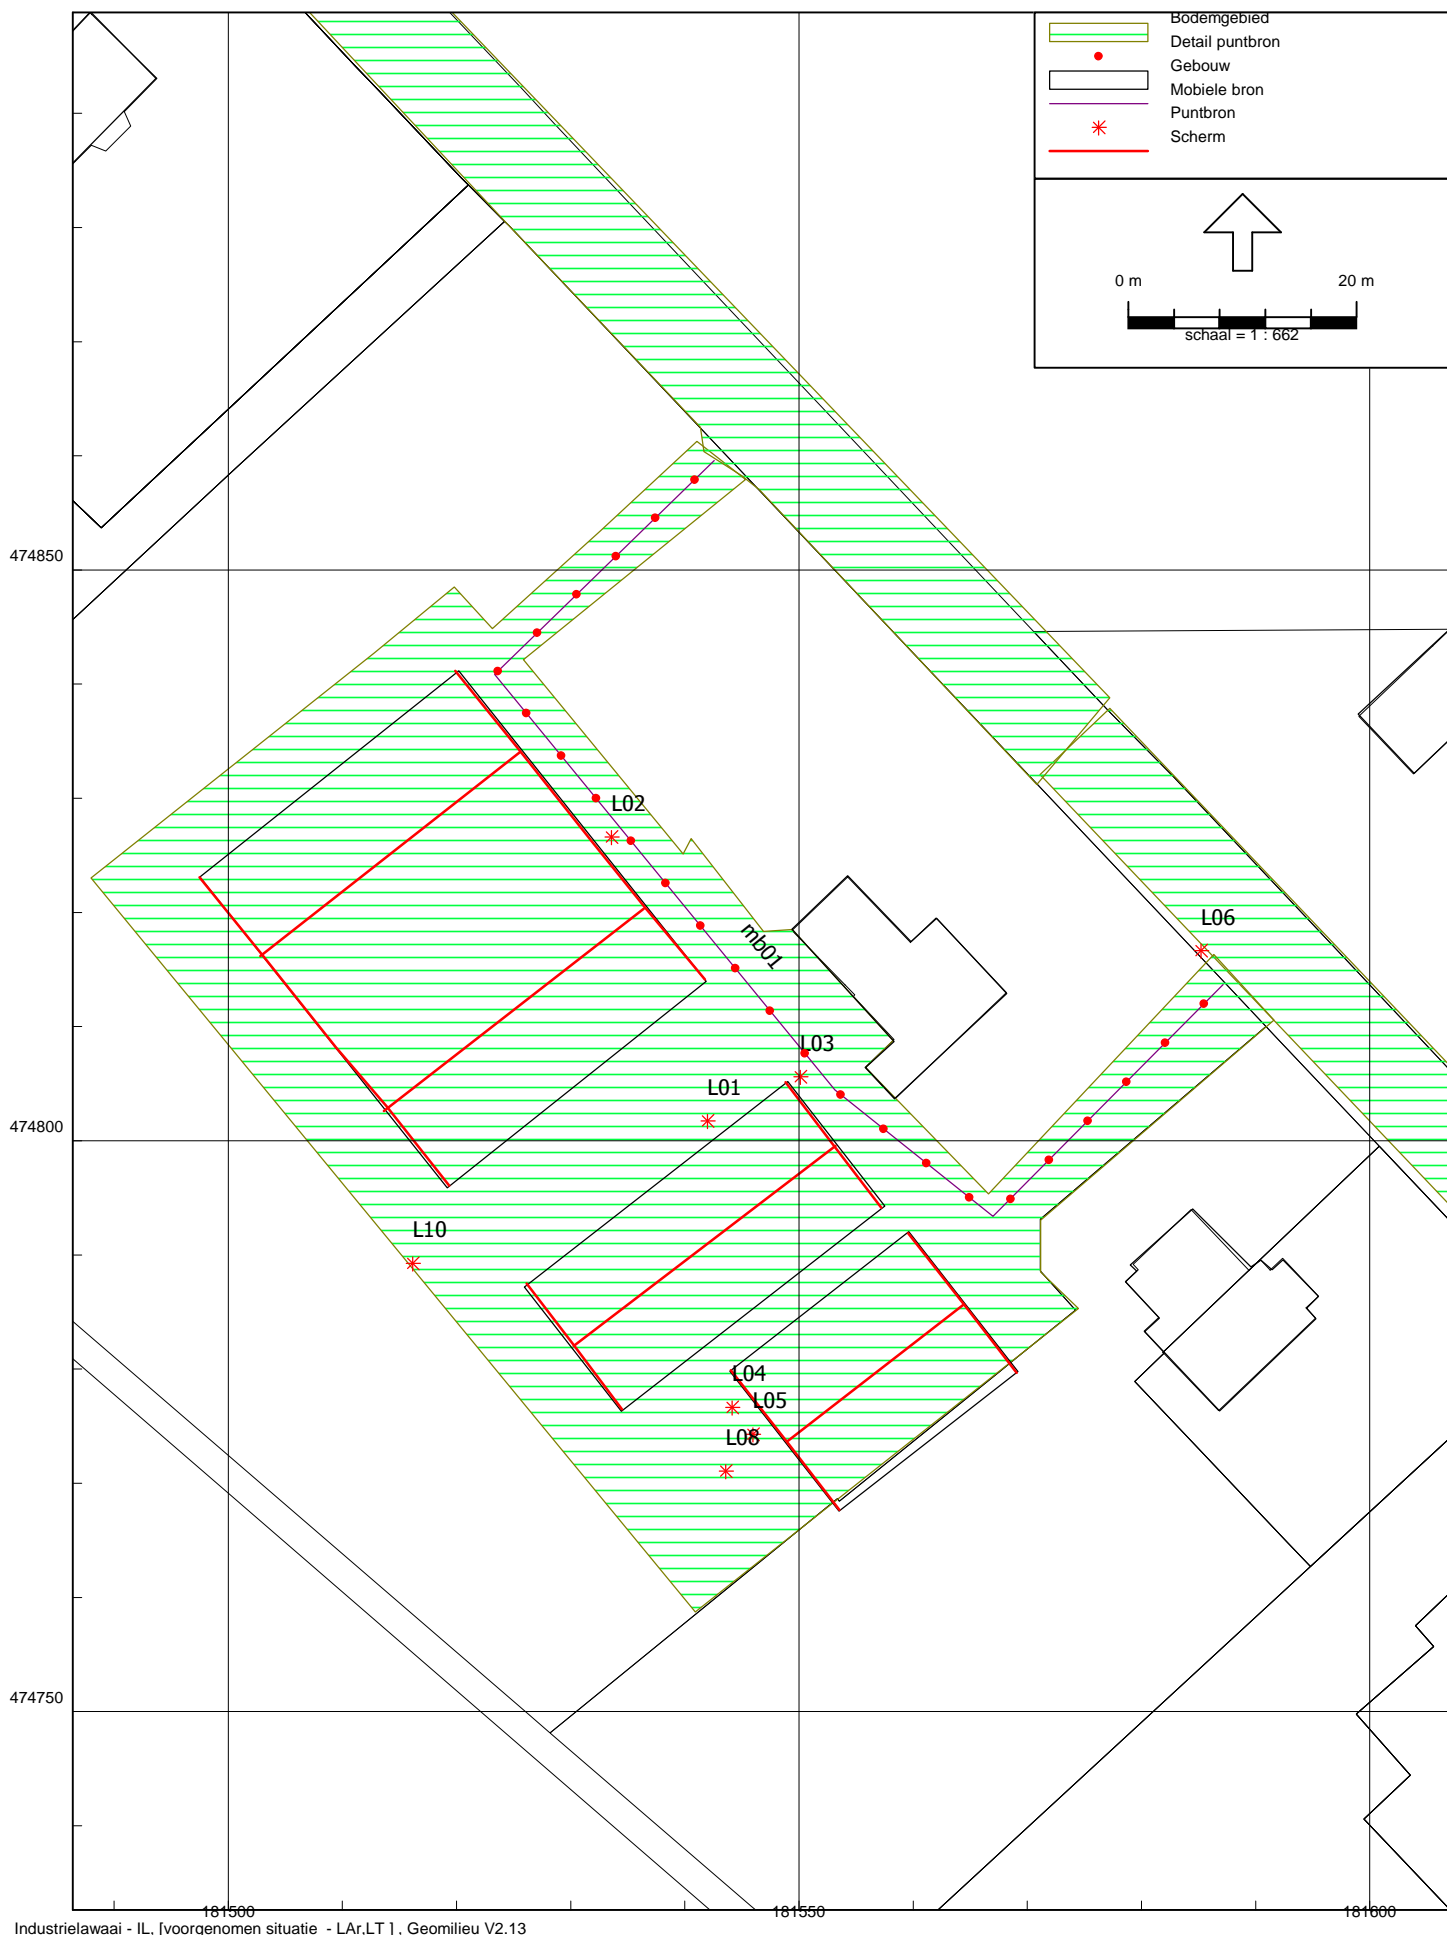 Bodemgebied
Detail puntbron
Gebouw
Mobiele bron
Puntbron
Scherm
0 m 20 m
schaal = 1 : 662
474850
L02
L06
mb01
L03
L01
474800
L10
L04
L05
L08
474750
181500 181550 181600
Industrielawaai - IL, [voorgenomen situatie - LAr,LT ] , Geomilieu V2.13